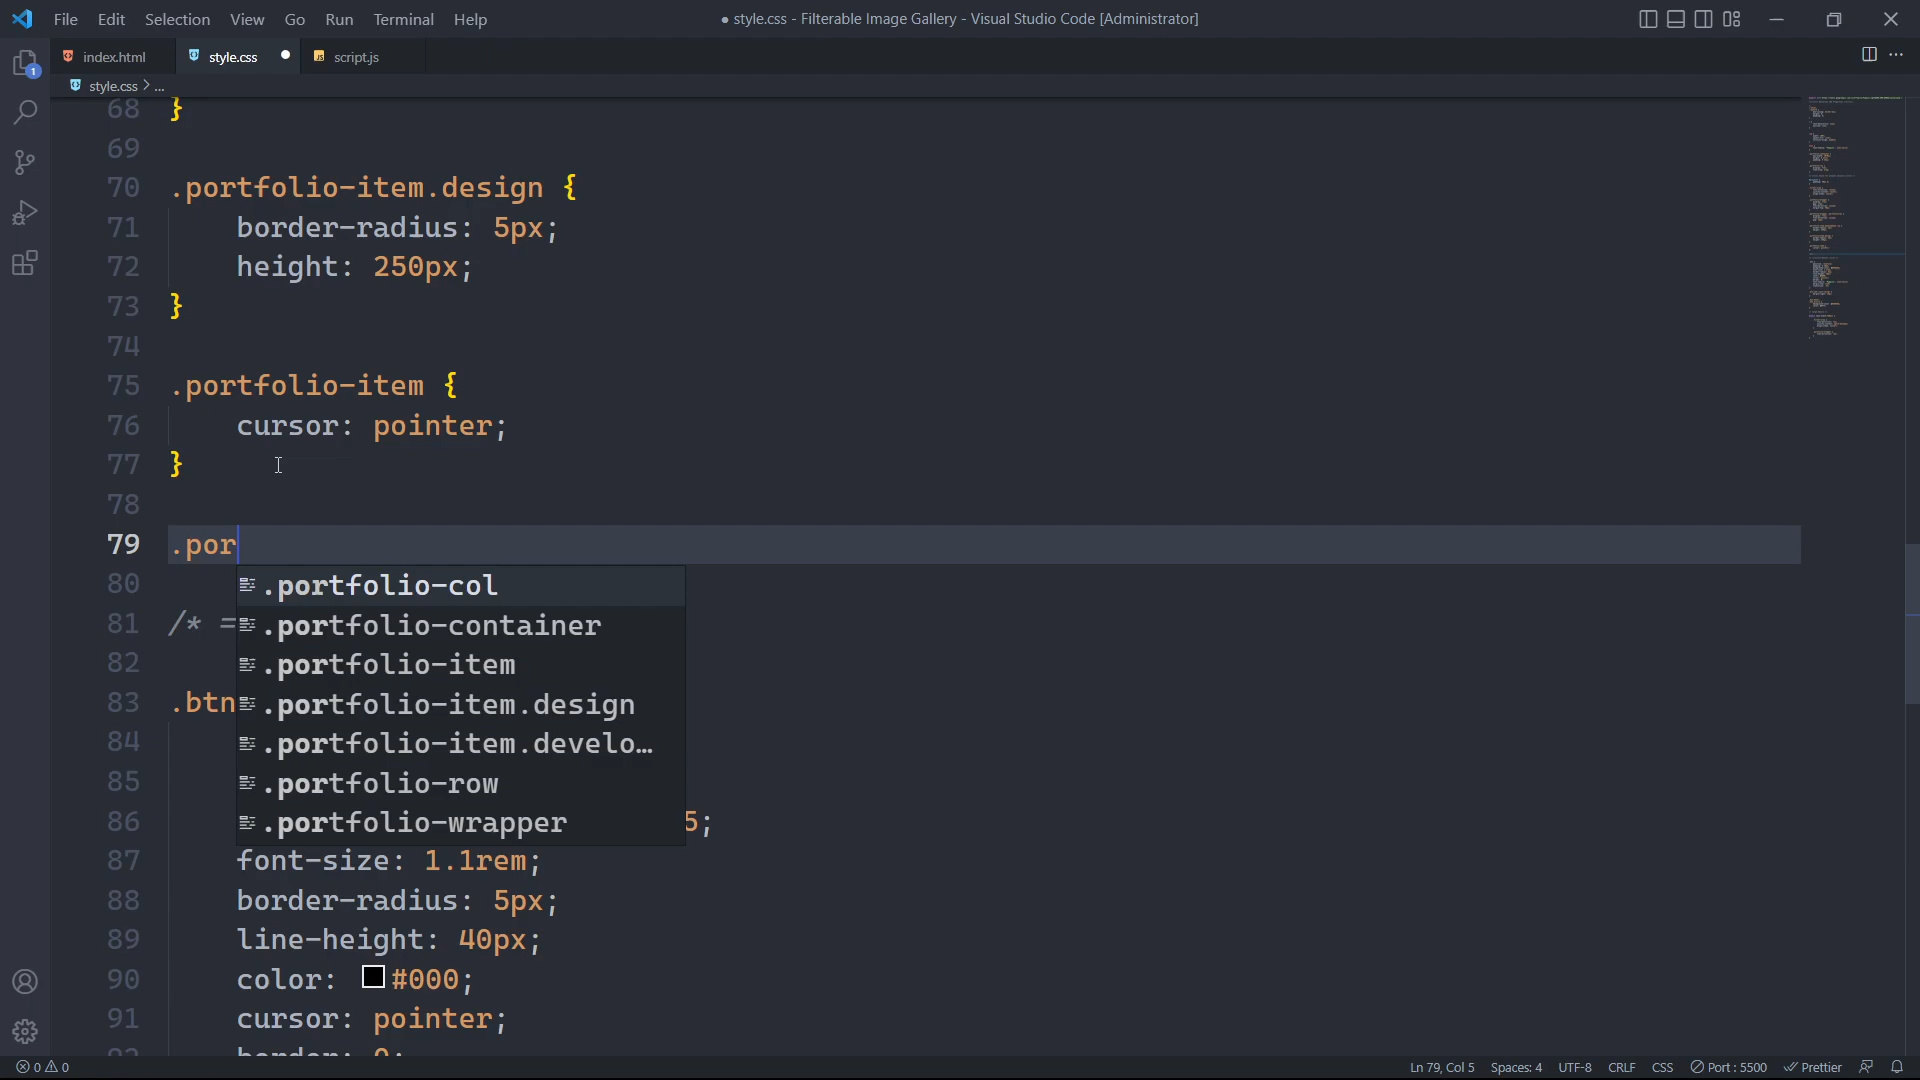 File Edit Selection View Go Run Terminal Help
● style.css - Filterable Image Gallery - Visual Studio Code [Administrator]
index.html style.css script.js
style.css > ...
68 }
69
70 .portfolio-item.design {
71 border-radius: 5px;
72 height: 250px;
73 }
74
75 .portfolio-item {
76 cursor: pointer;
77 }
78
79 .por
80 .portfolio-col
81 /* = .portfolio-container
82 .portfolio-item
83 .btn .portfolio-item.design
84 .portfolio-item.develo…
85 .portfolio-row
86 .portfolio-wrapper 5;
87 font-size: 1.1rem;
88 border-radius: 5px;
89 line-height: 40px;
90 color: #000;
91 cursor: pointer;
92 border: 0;
1
0 0 Ln 79, Col 5 Spaces: 4 UTF-8 CRLF CSS Port : 5500 Prettier